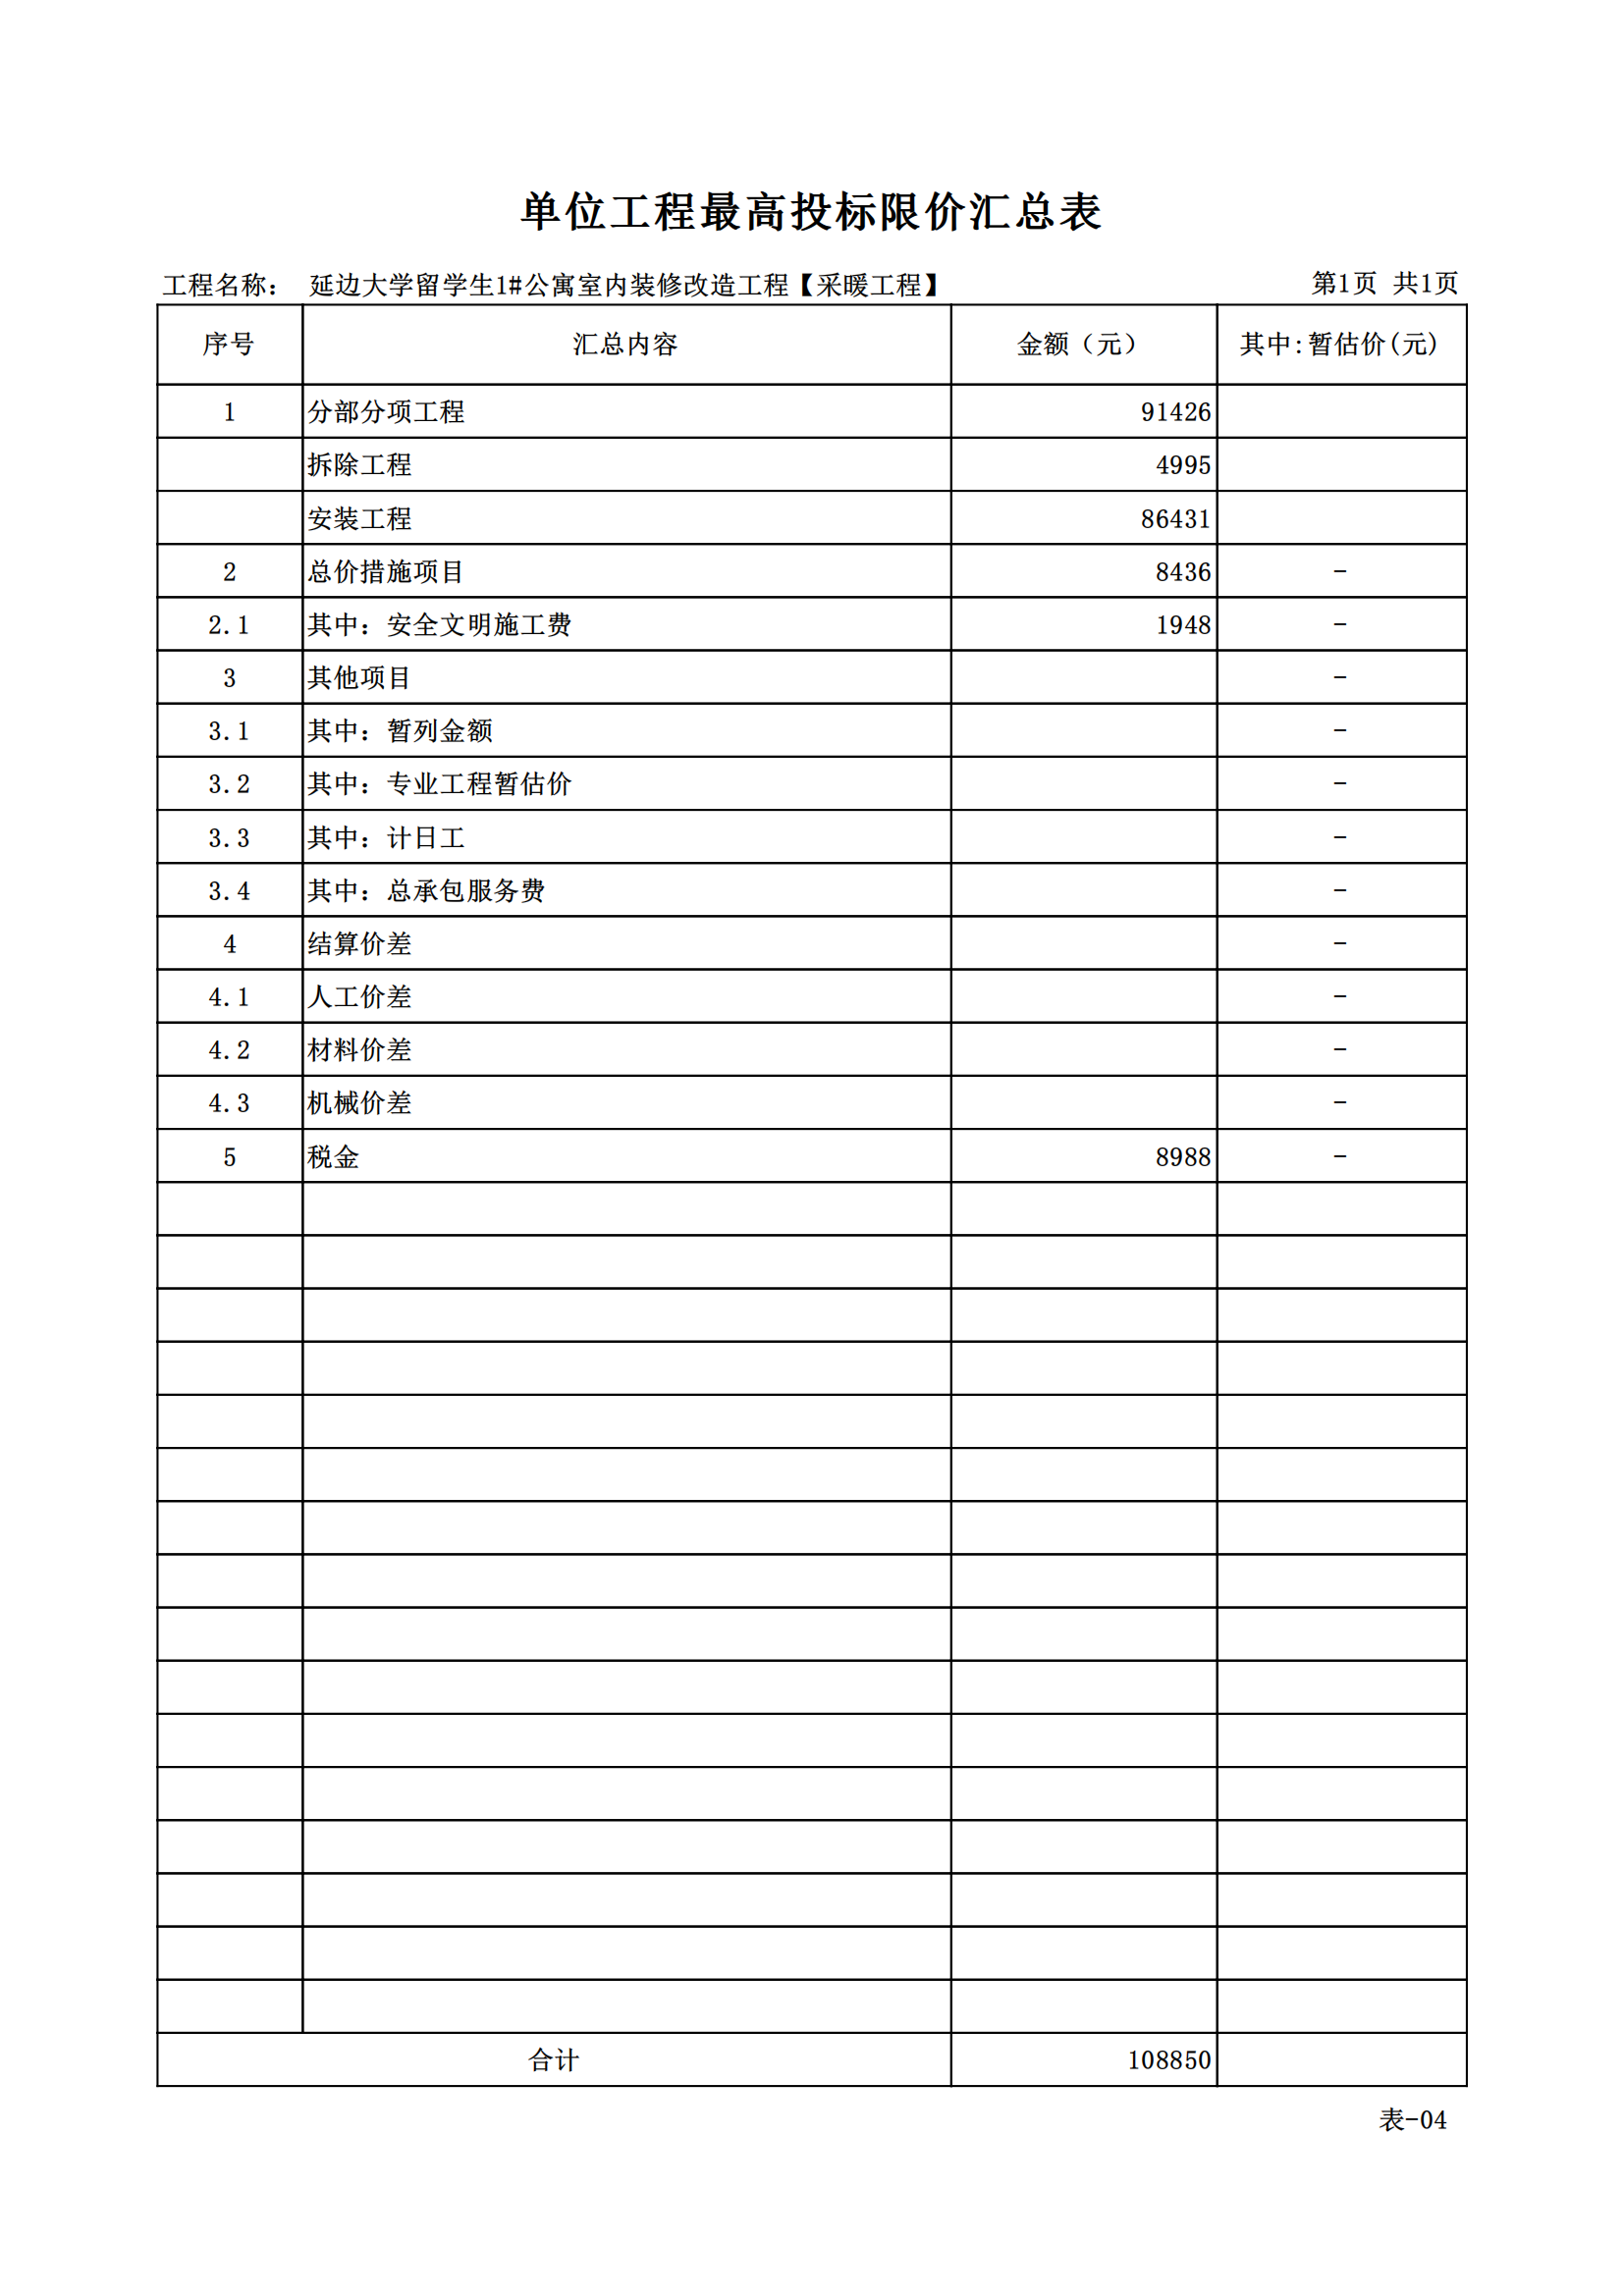 单位工程最高投标限价汇总表
工程名称： 延边大学留学生1#公寓室内装修改造工程【采暖工程】 第1页 共1页
序号 汇总内容 金额（元） 其中:暂估价(元)
1 分部分项工程 91426
拆除工程 4995
安装工程 86431
2 总价措施项目 8436 -
2.1 其中：安全文明施工费 1948 -
3 其他项目 -
3.1 其中：暂列金额 -
3.2 其中：专业工程暂估价 -
3.3 其中：计日工 -
3.4 其中：总承包服务费 -
4 结算价差 -
4.1 人工价差 -
4.2 材料价差 -
4.3 机械价差 -
5 税金 8988 -
合计 108850
表-04